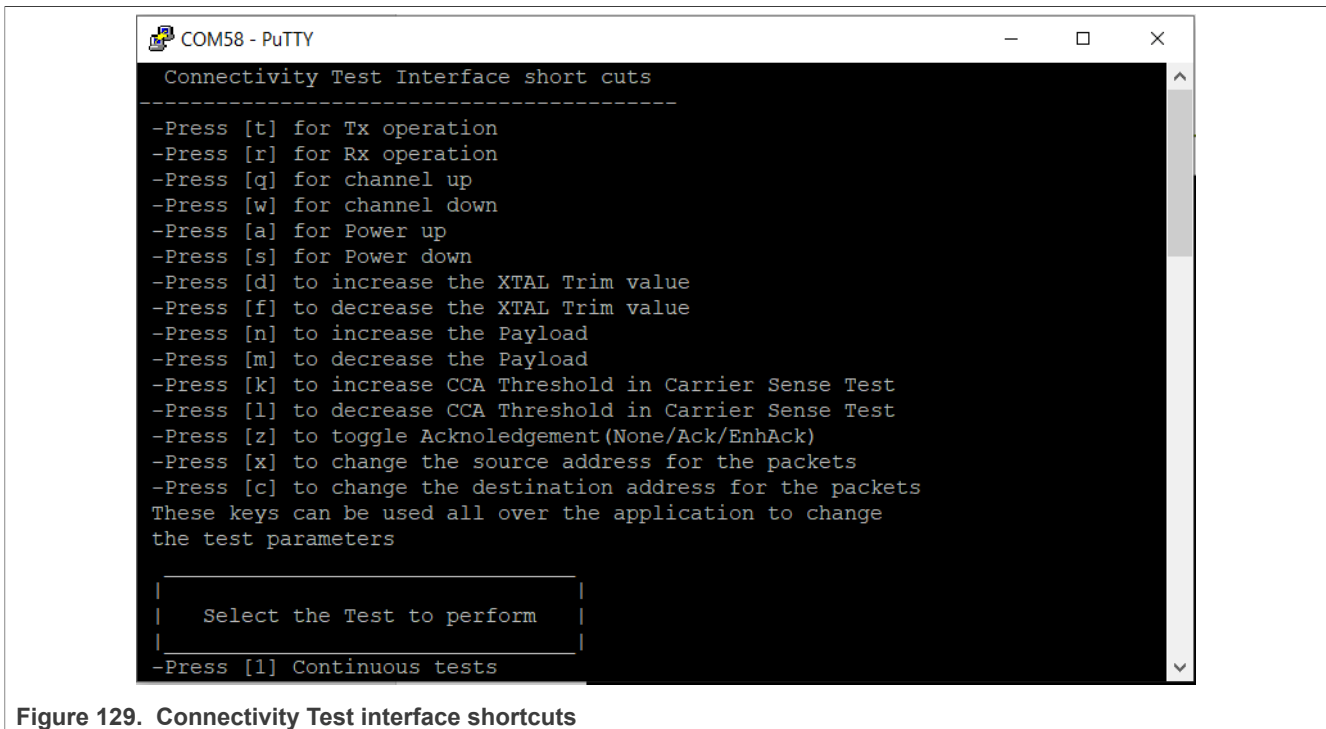 COM58 - PuTTY
Connectivity Test Interface short cuts
------------------------------------------
-Press [t] for Tx operation
-Press [r] for Rx operation
-Press [q] for channel up
-Press [w] for channel down
-Press [a] for Power up
-Press [s] for Power down
-Press [d] to increase the XTAL Trim value
-Press [f] to decrease the XTAL Trim value
-Press [n] to increase the Payload
-Press [m] to decrease the Payload
-Press [k] to increase CCA Threshold in Carrier Sense Test
-Press [l] to decrease CCA Threshold in Carrier Sense Test
-Press [z] to toggle Acknoledgement(None/Ack/EnhAck)
-Press [x] to change the source address for the packets
-Press [c] to change the destination address for the packets
These keys can be used all over the application to change
the test parameters
Select the Test to perform
-Press [1] Continuous tests
Figure 129. Connectivity Test interface shortcuts